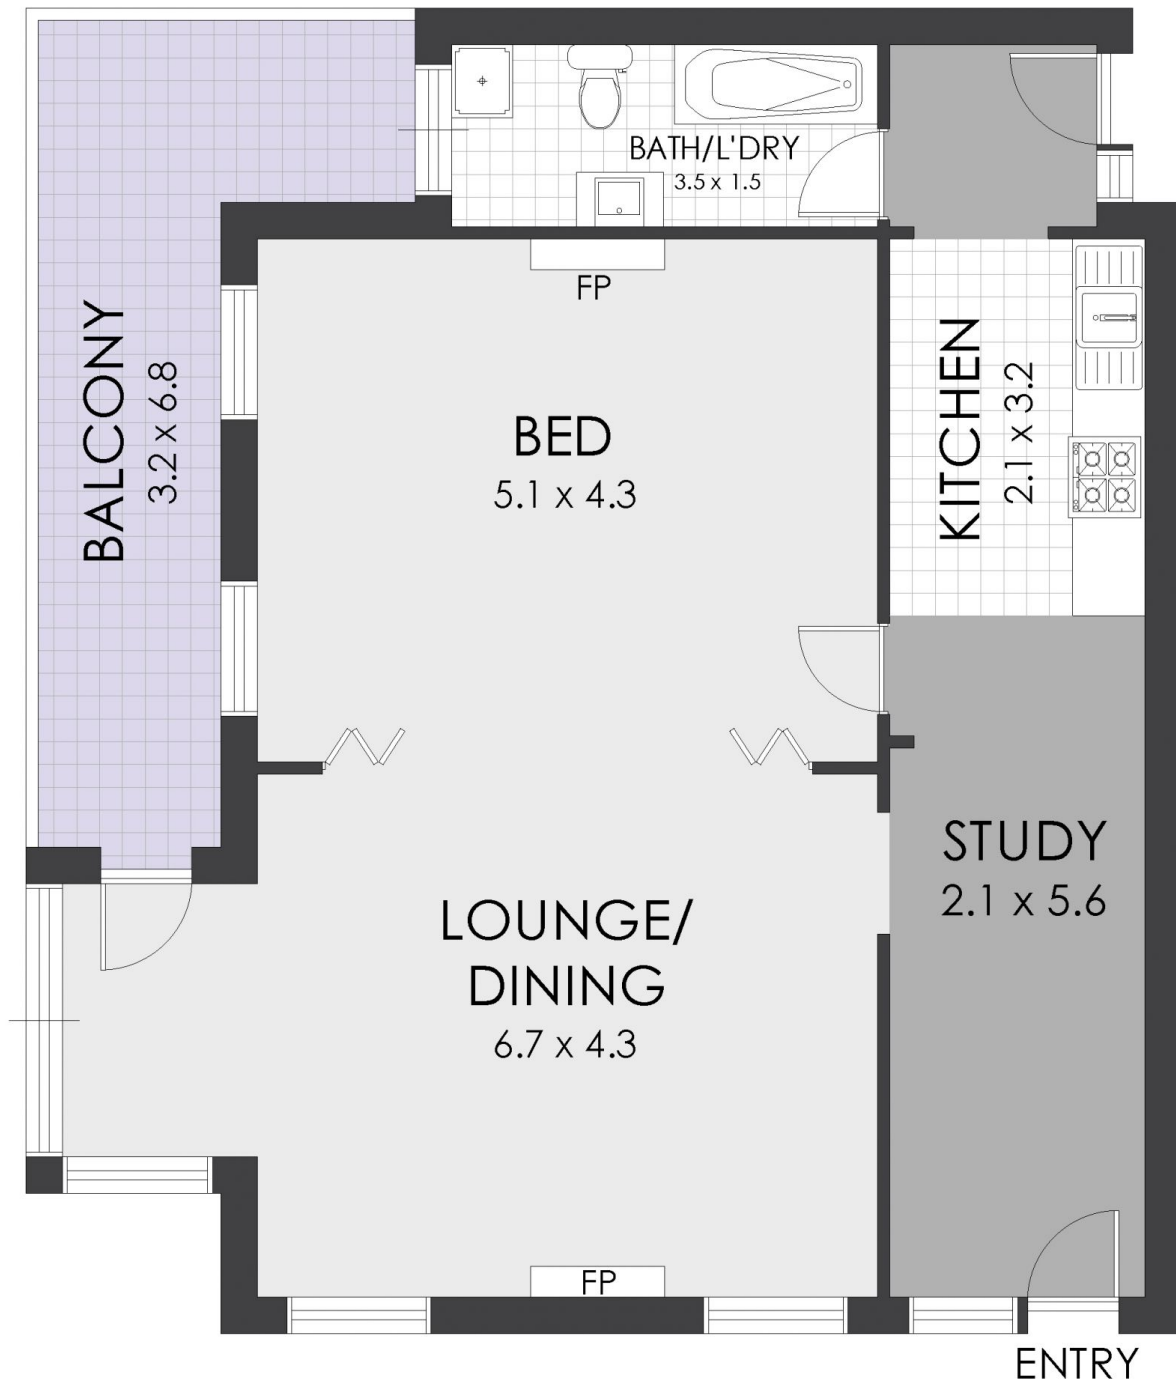 BATH/L'DRY
3.5 x 1.5
FP
BALCONY
3.2 x 6.8
BED
5.1 x 4.3
KITCHEN
2.1 x 3.2
STUDY
2.1 x 5.6
LOUNGE/
DINING
6.7 x 4.3
FP
ENTRY